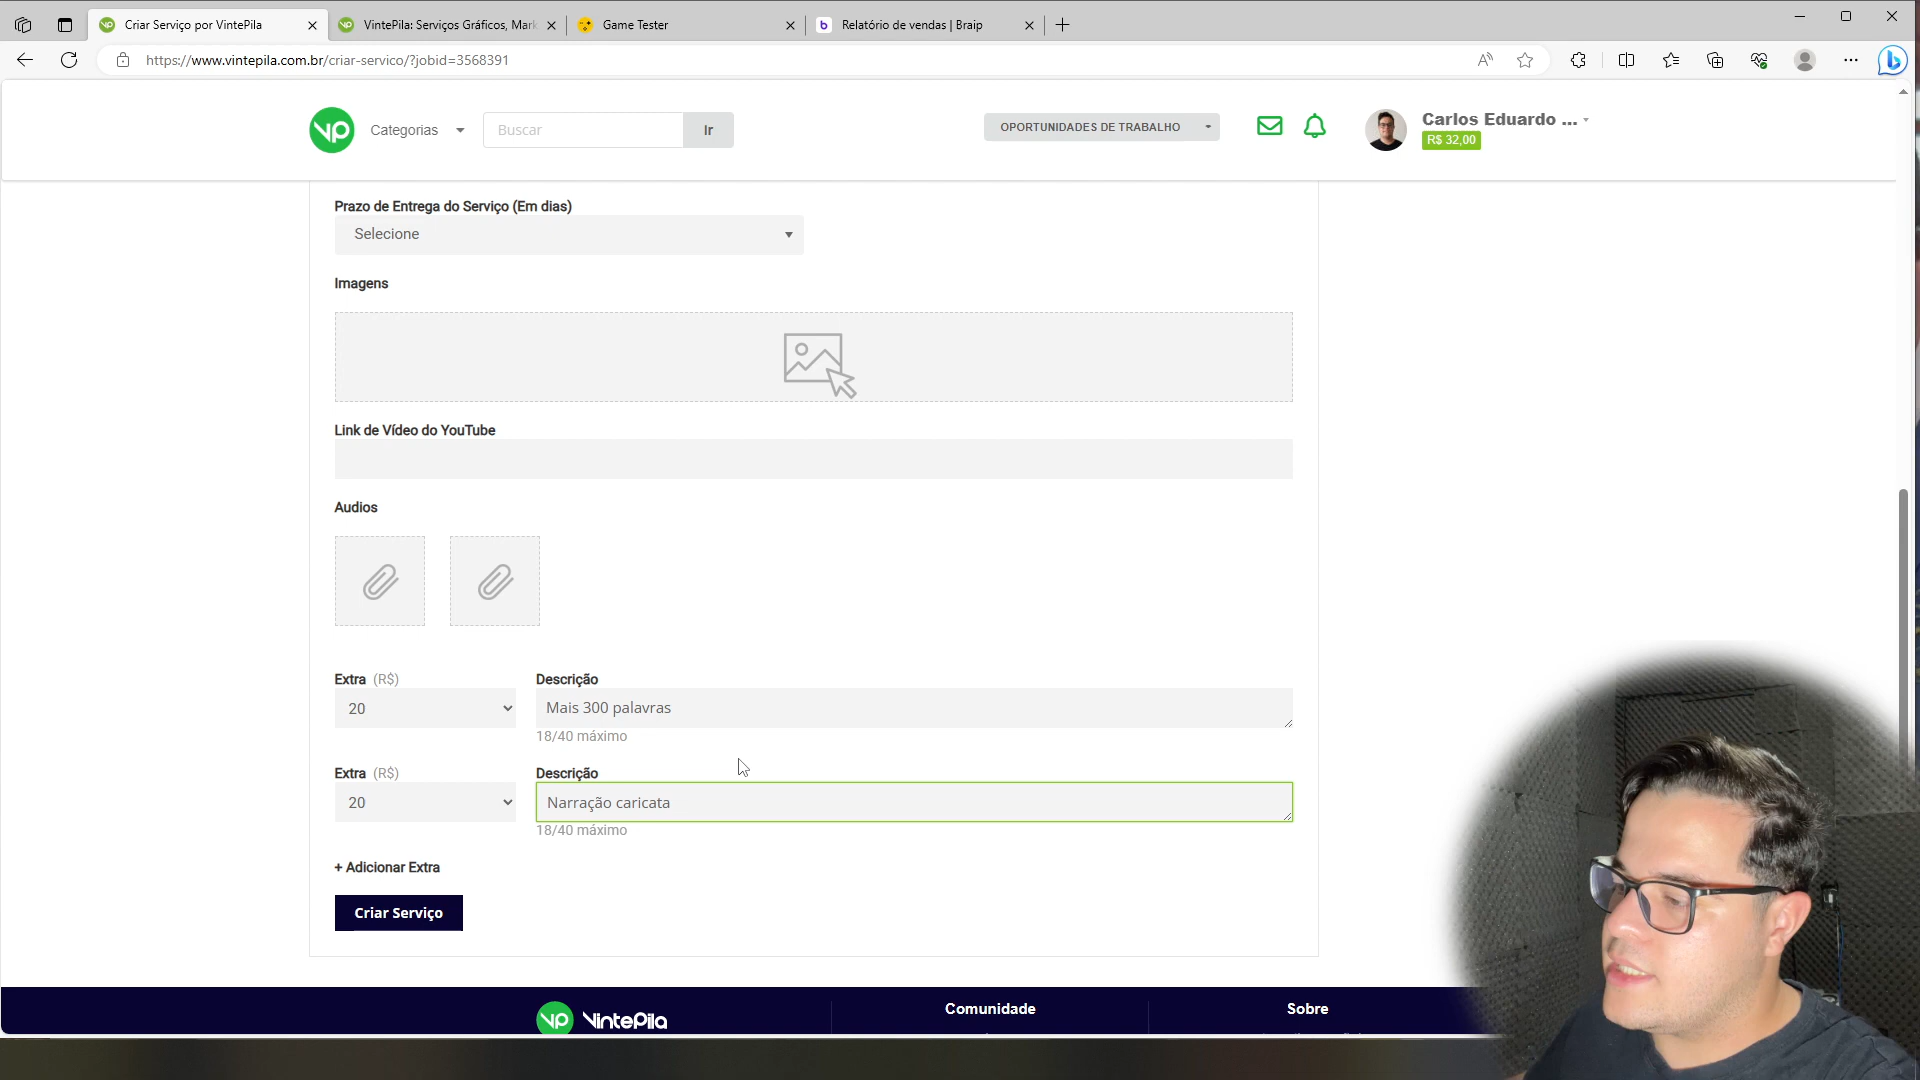 Criar Serviço por VintePila
VintePila: Serviços Gráficos, Mark
Game Tester
Relatório de vendas | Braip
https://www.vintepila.com.br/criar-servico/?jobid=3568391
Categorias
Buscar
Ir
OPORTUNIDADES DE TRABALHO
Carlos Eduardo ...
R$ 32,00
Prazo de Entrega do Serviço (Em dias)
Selecione
Imagens
Link de Vídeo do YouTube
Audios
Extra (R$)
Descrição
20
Mais 300 palavras
18/40 máximo
Extra (R$)
Descrição
20
Narração caricata
18/40 máximo
+ Adicionar Extra
Criar Serviço
VintePila
Comunidade
Sobre